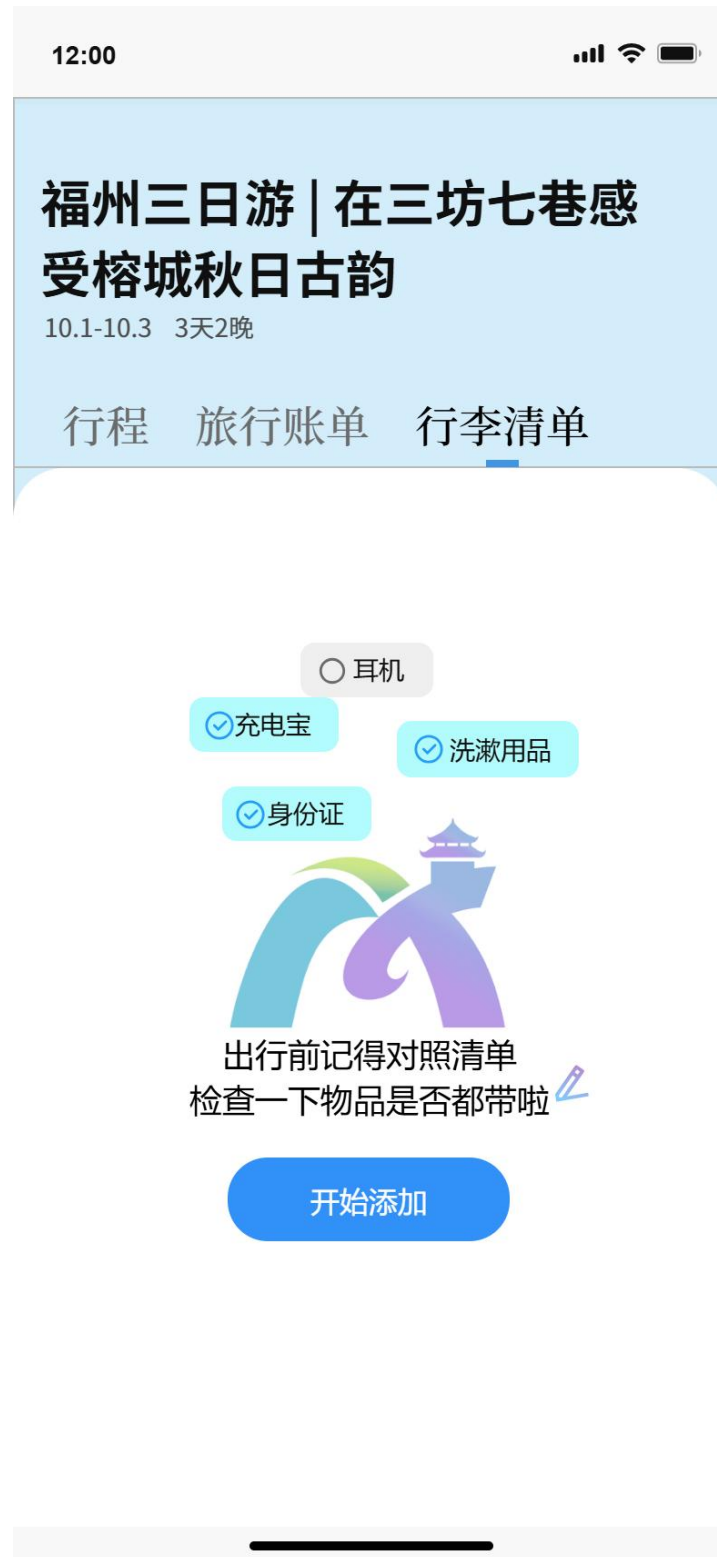 12:00
福州三日游 | 在三坊七巷感
受榕城秋日古韵
10.1-10.3 3天2晚
行程 旅行账单 行李清单
耳机
充电宝
洗漱用品
身份证
出行前记得对照清单
检查一下物品是否都带啦
开始添加